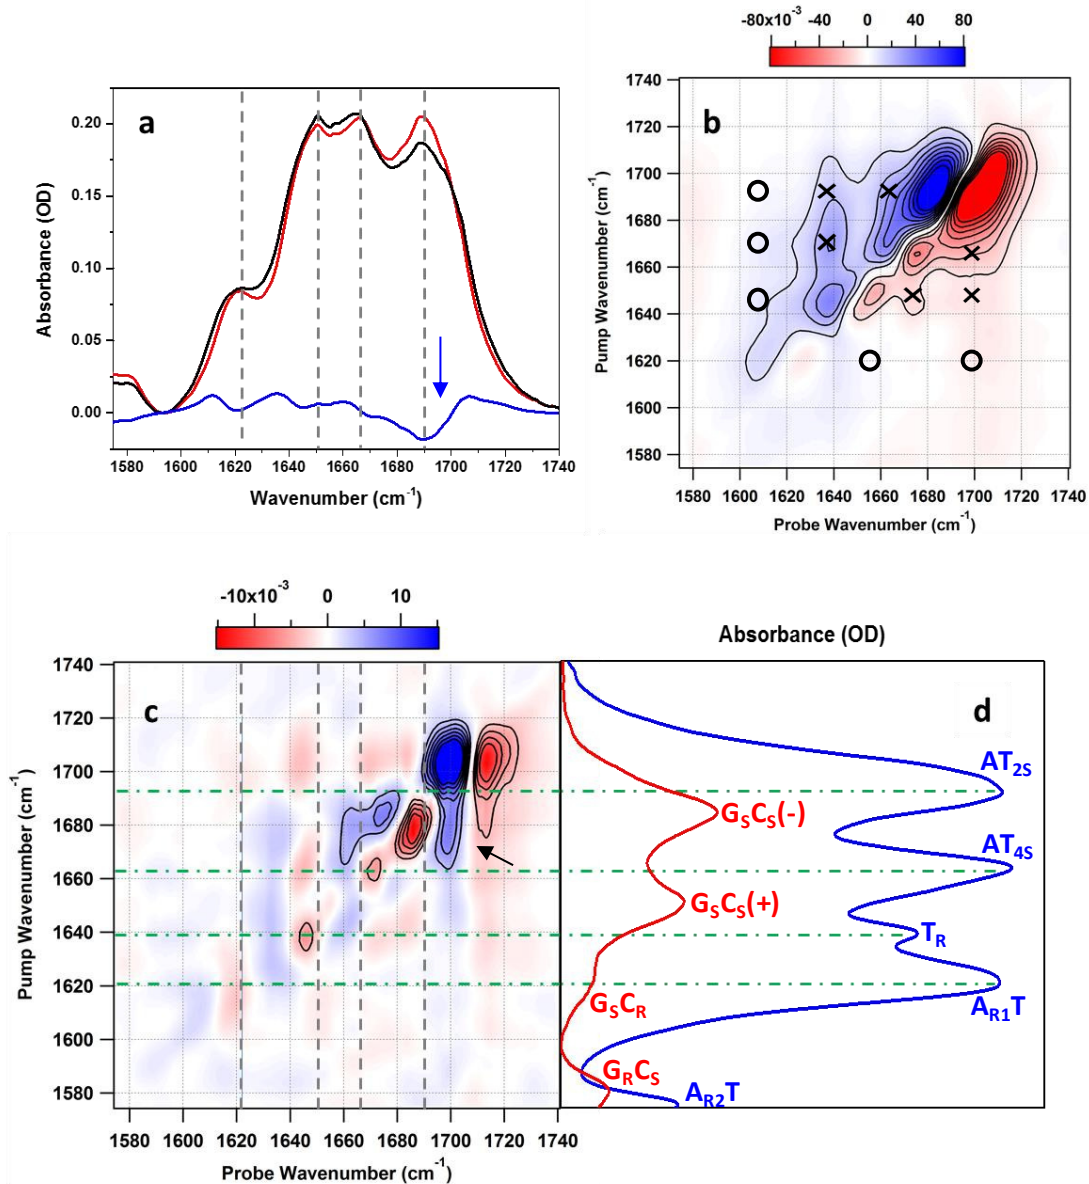 a
0.20
0.15
0.10
0.05
0.00
Absorbance (OD)
1580 1600 1620 1640 1660 1680 1700 1720 1740
Wavenumber (cm-1)
-80x10-3 -40 0 40 80
b
1740
1720
1700
1680
1660
1640
1620
1600
1580
Pump Wavenumber (cm-1)
1580 1600 1620 1640 1660 1680 1700 1720 1740
Probe Wavenumber (cm-1)
-10x10-3 0 10
c
1740
1720
1700
1680
1660
1640
1620
1600
1580
Pump Wavenumber (cm-1)
1580 1600 1620 1640 1660 1680 1700 1720 1740
Probe Wavenumber (cm-1)
Absorbance (OD)
d
AT2S
GSCS(-)
AT4S
GSCS(+)
TR
GSCR
AR1T
GRCS
AR2T